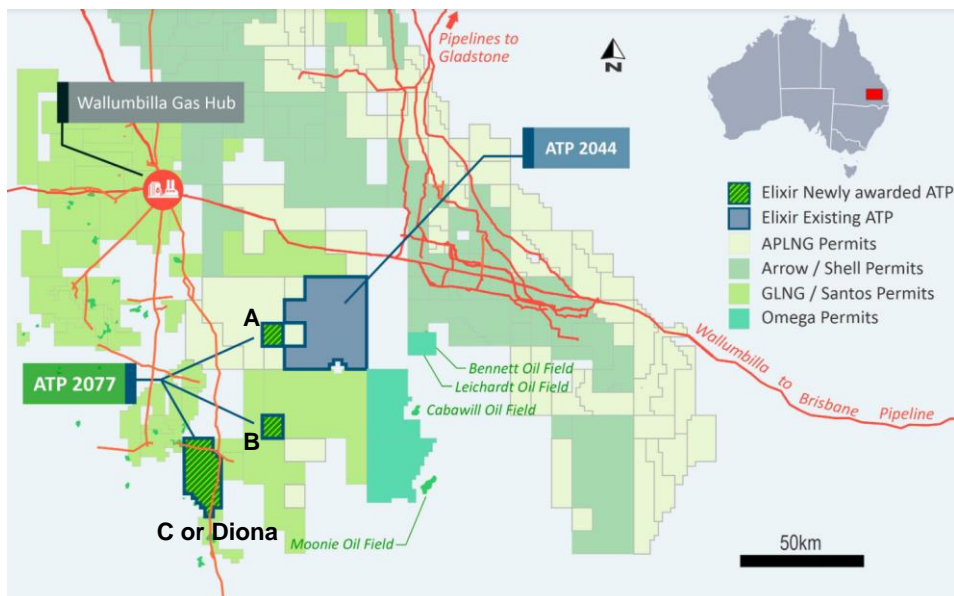 Pipelines to
Gladstone
N
Wallumbilla Gas Hub
ATP 2044
Elixir Newly awarded ATP
Elixir Existing ATP
APLNG Permits
Arrow / Shell Permits
GLNG / Santos Permits
Omega Permits
A
Bennett Oil Field
Leichardt Oil Field
Wallumbilla to Brisbane Pipeline
ATP 2077
Cabawill Oil Field
B
C or Diona
Moonie Oil Field
50km